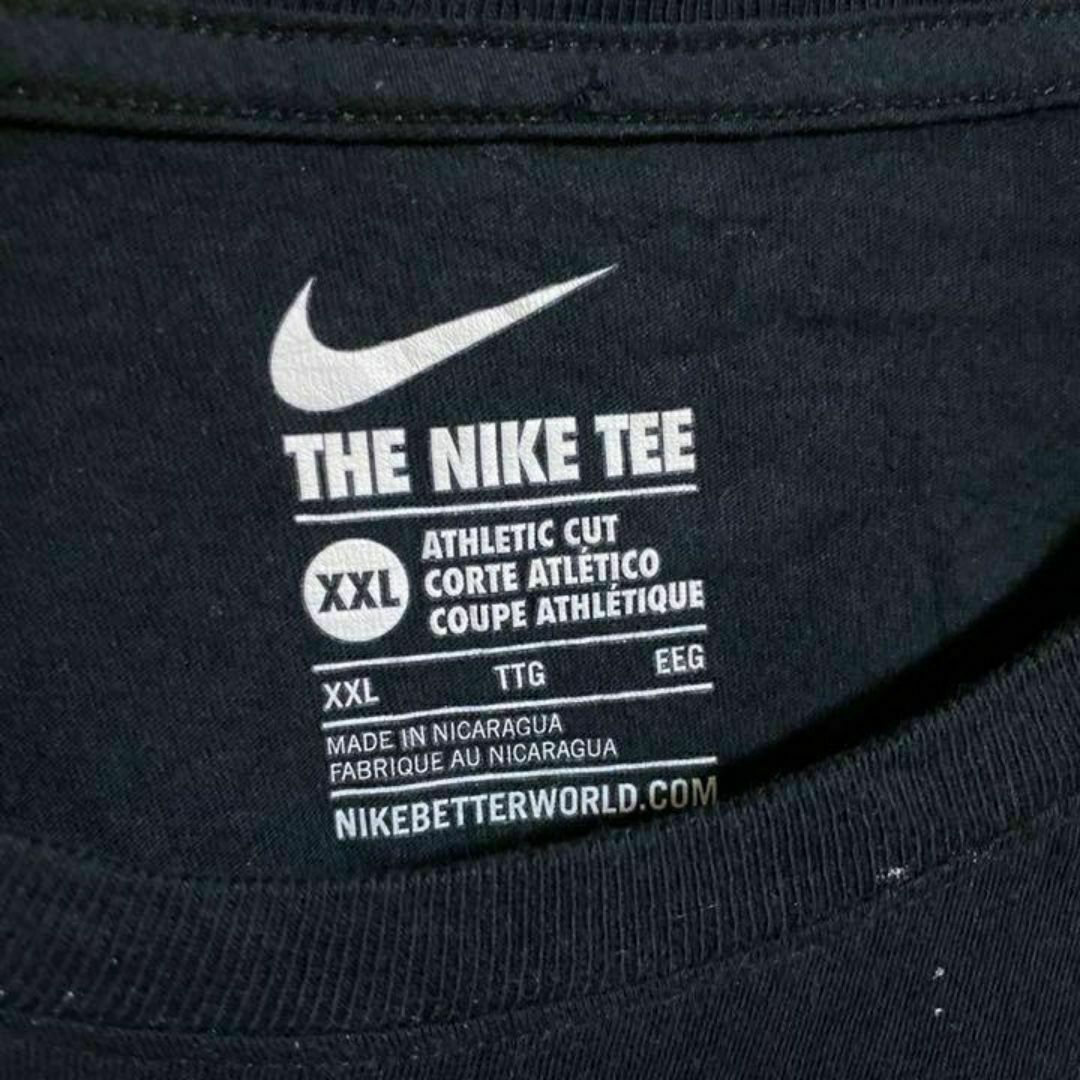 THE NIKE TEE
XXL
ATHLETIC CUT
CORTE ATLÉTICO
COUPE ATHLÉTIQUE
XXL TTG EEG
MADE IN NICARAGUA
FABRIQUE AU NICARAGUA
NIKEBETTERWORLD.COM